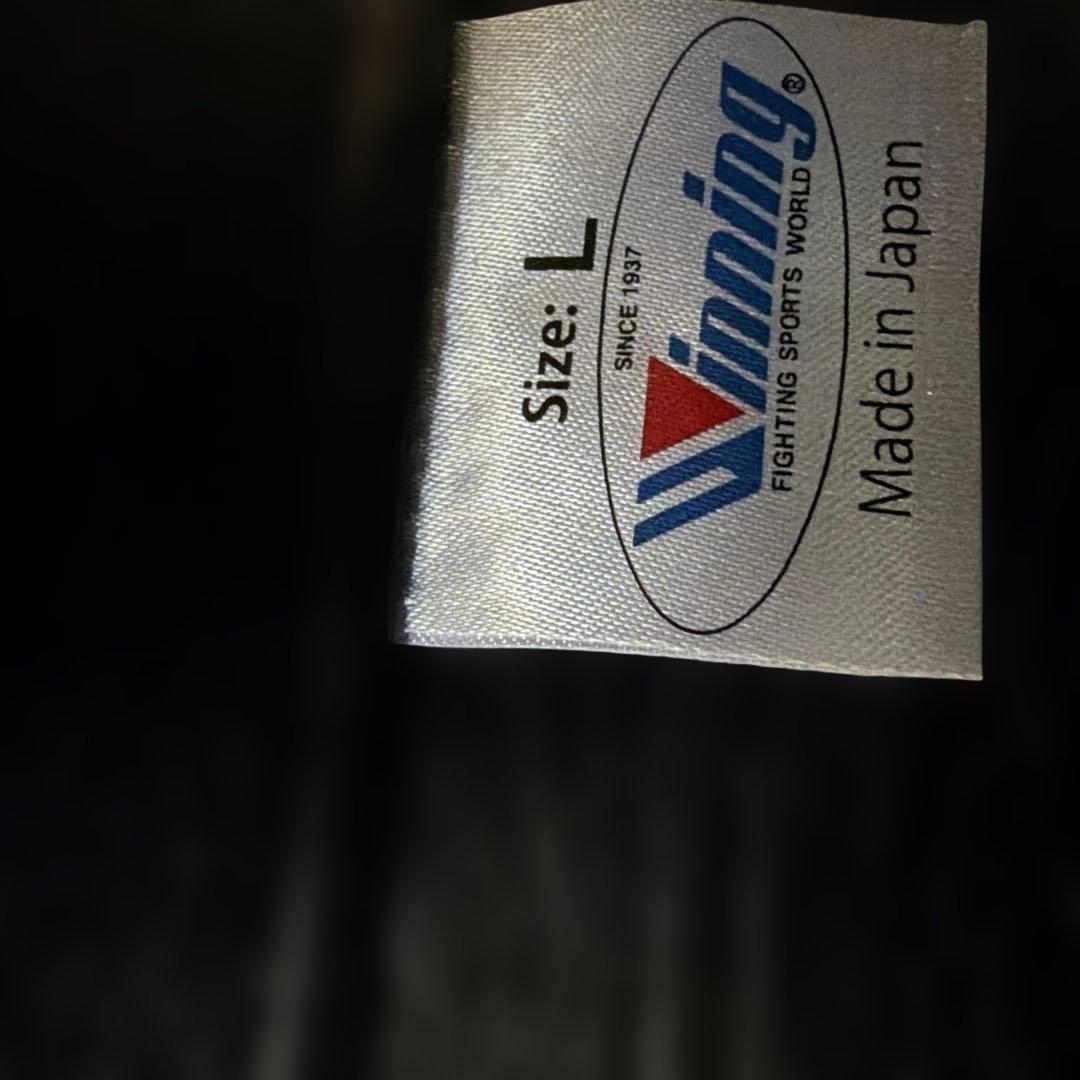 Size: L
SINCE 1937
Winning®
FIGHTING SPORTS WORLD
Made in Japan